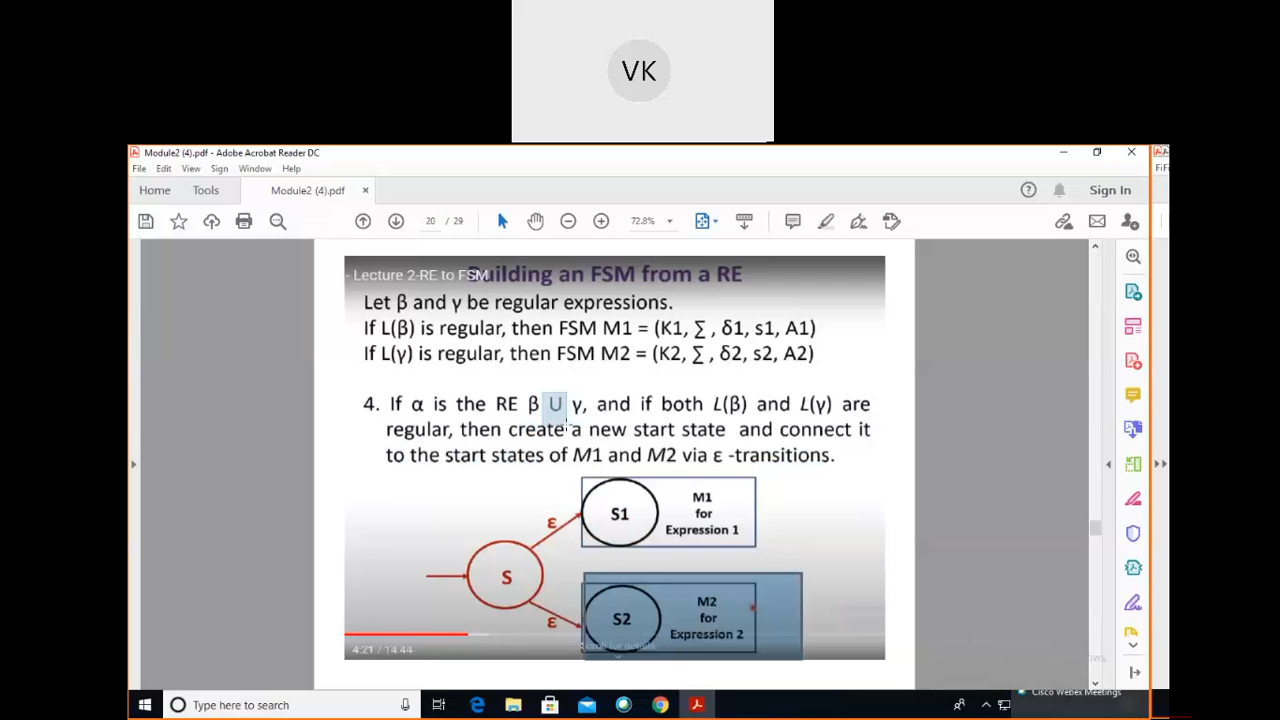 VK
Module2 (4).pdf - Adobe Acrobat Reader DC
File Edit View Sign Window Help
Home Tools Module2 (4).pdf × Sign In
20 / 29 72.8%
- Lecture 2-RE to FSM
Building an FSM from a RE
Let β and γ be regular expressions.
If L(β) is regular, then FSM M1 = (K1, ∑ , δ1, s1, A1)
If L(γ) is regular, then FSM M2 = (K2, ∑ , δ2, s2, A2)
4. If α is the RE β U γ, and if both L(β) and L(γ) are
regular, then create a new start state and connect it
to the start states of M1 and M2 via ε -transitions.
S
ε
ε
S1
M1
for
Expression 1
S2
M2
for
Expression 2
4:21 / 14:44
Type here to search
Cisco Webex Meetings